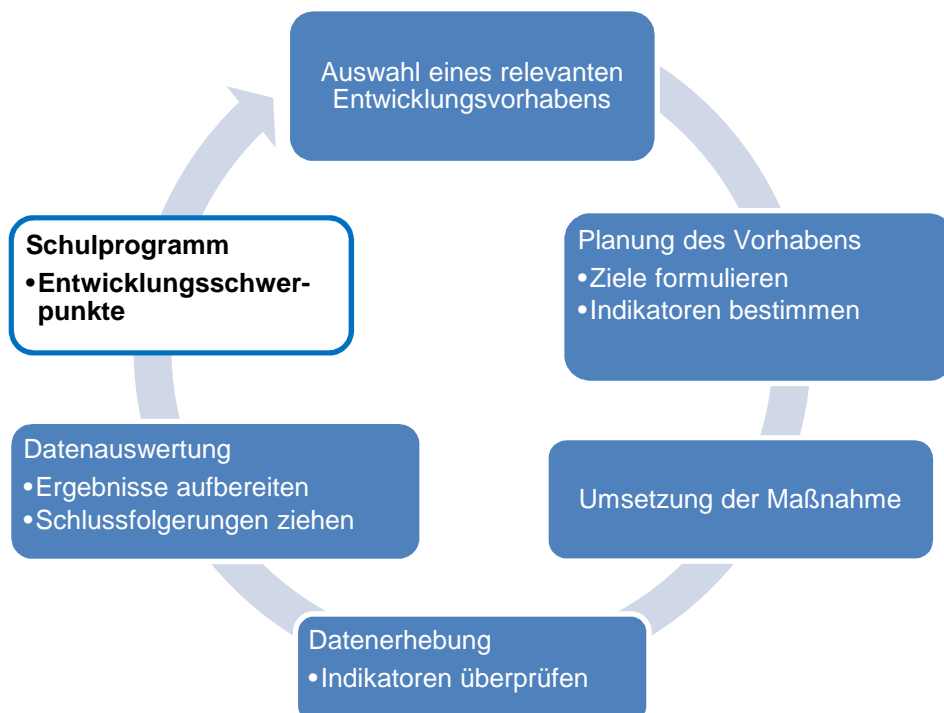 Auswahl eines relevanten
Entwicklungsvorhabens
Planung des Vorhabens
•Ziele formulieren
•Indikatoren bestimmen
Umsetzung der Maßnahme
Datenerhebung
•Indikatoren überprüfen
Datenauswertung
•Ergebnisse aufbereiten
•Schlussfolgerungen ziehen
Schulprogramm
•Entwicklungsschwer-
punkte